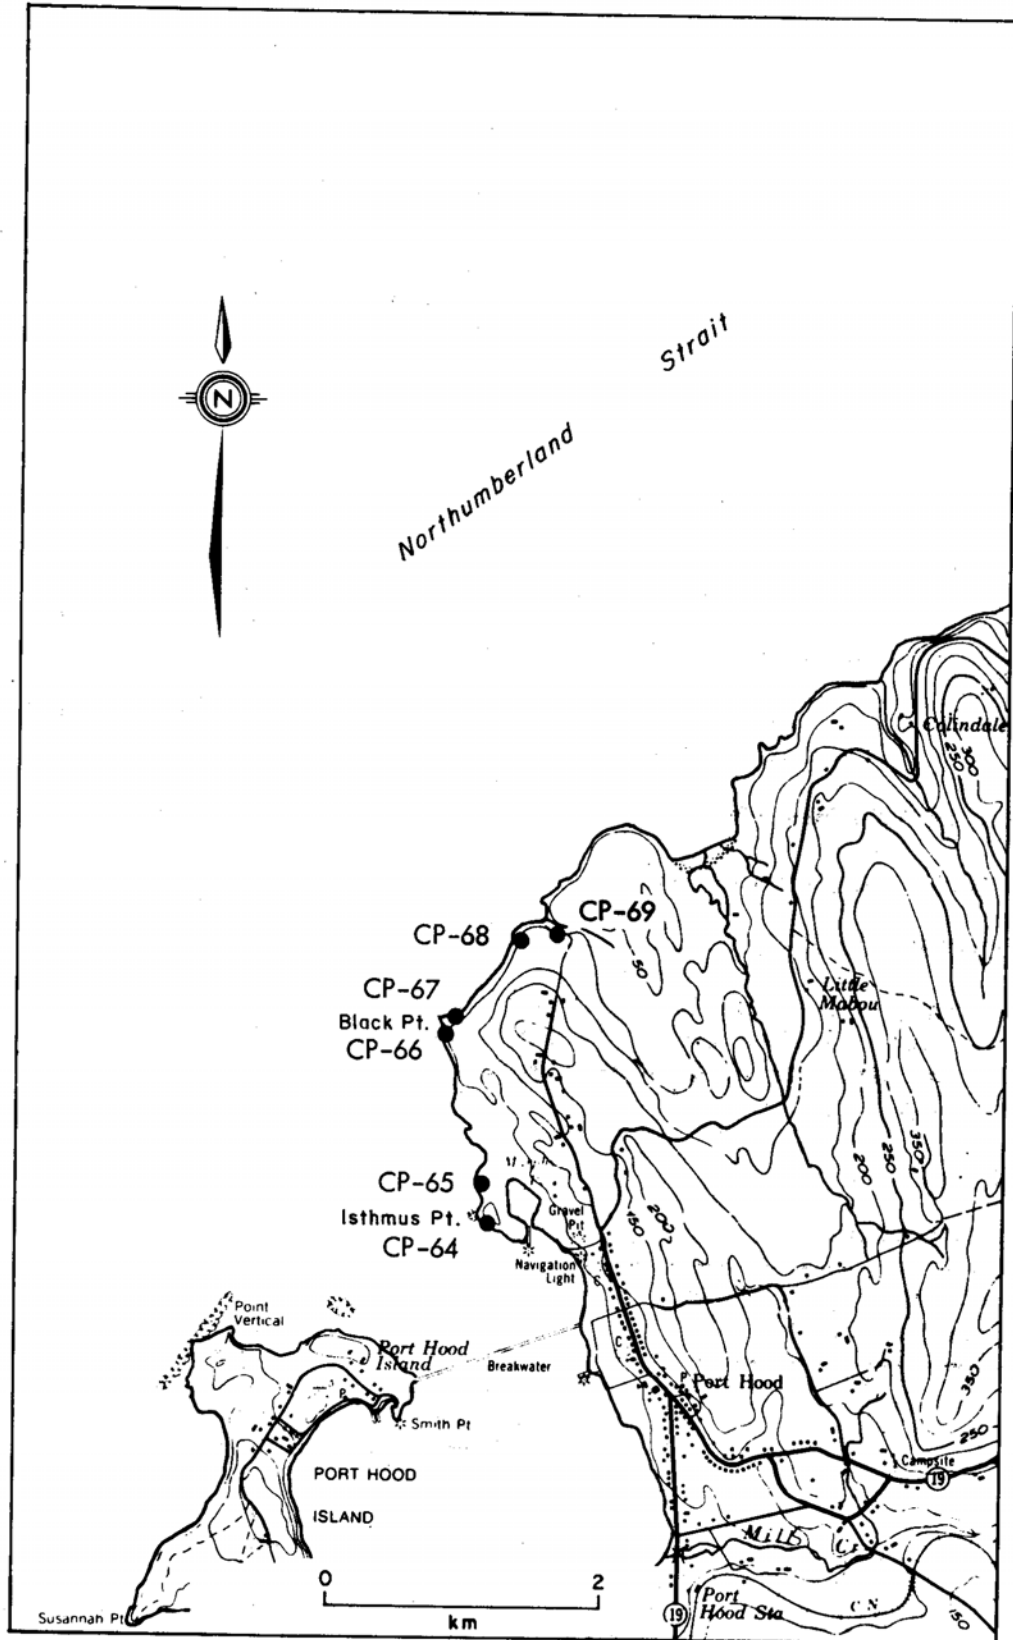 Strait
Northumberland
N
Colindale
300
250
CP-69
CP-68
50
CP-67
Black Pt.
CP-66
Little
Mabou
CP-65
Isthmus Pt.
CP-64
Gravel
Pit
Navigation
Light
150
200
200
250
350
Point
Vertical
Port Hood
Island
Breakwater
Smith Pt
P
Port Hood
350
250
Campsite
19
PORT HOOD
ISLAND
Mills
0
2
km
Susannah Pt
19
Port
Hood Sta
C N
150